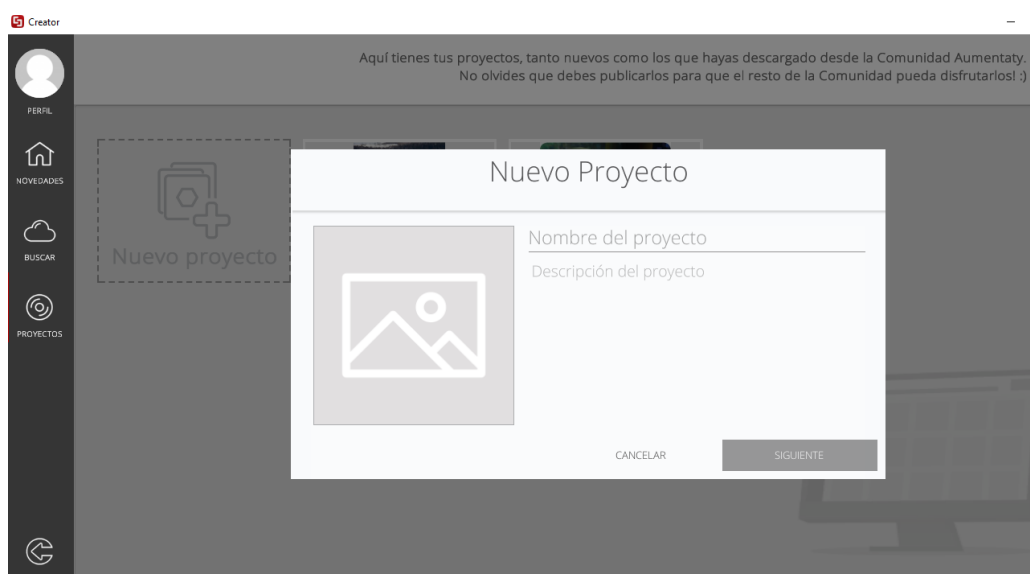 Creator
Aquí tienes tus proyectos, tanto nuevos como los que hayas descargado desde la Comunidad Aumentaty.
No olvides que debes publicarlos para que el resto de la Comunidad pueda disfrutarlos! :)
PERFIL
NOVEDADES
BUSCAR
PROYECTOS
Nuevo proyecto
Nuevo Proyecto
Nombre del proyecto
Descripción del proyecto
CANCELAR
SIGUIENTE